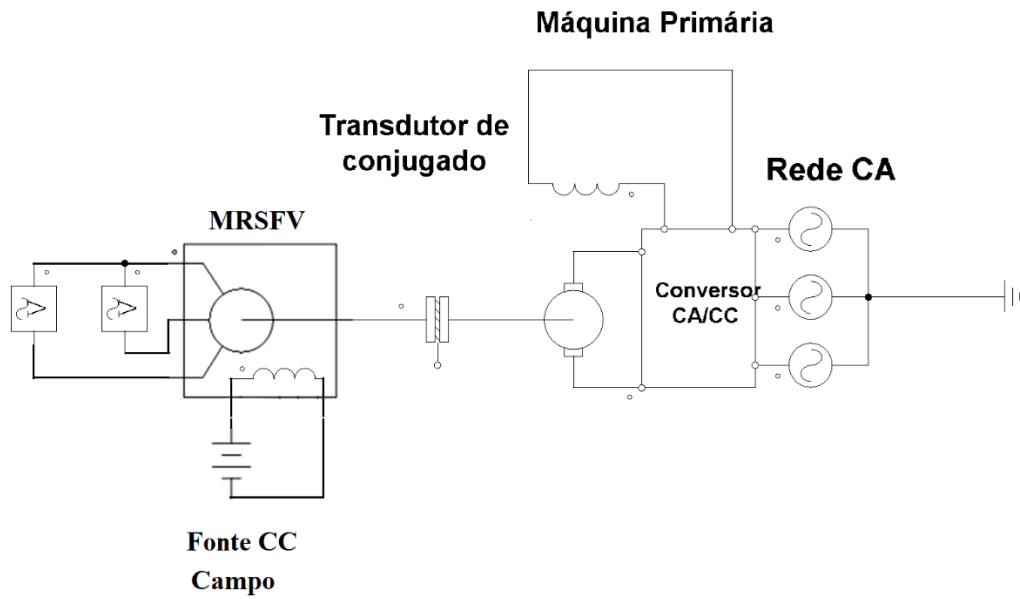 Máquina Primária
Transdutor de
conjugado
Rede CA
MRSFV
A
A
Conversor
CA/CC
Fonte CC
Campo